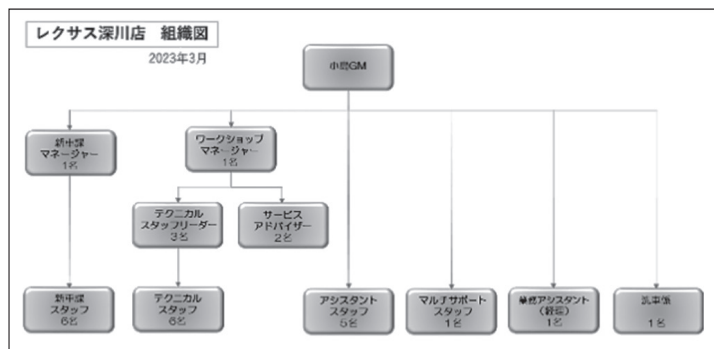 レクサス深川店 組織図
2023年3月
GM
新車課
マネージャー
1名
ワークショップ
マネージャー
1名
テクニカル
スタッフリーダー
3名
サービス
アドバイザー
2名
新車課
スタッフ
6名
テクニカル
スタッフ
6名
アシスタント
スタッフ
5名
マルチサポート
スタッフ
1名
業務アシスタント
(経理)
1名
洗車係
1名